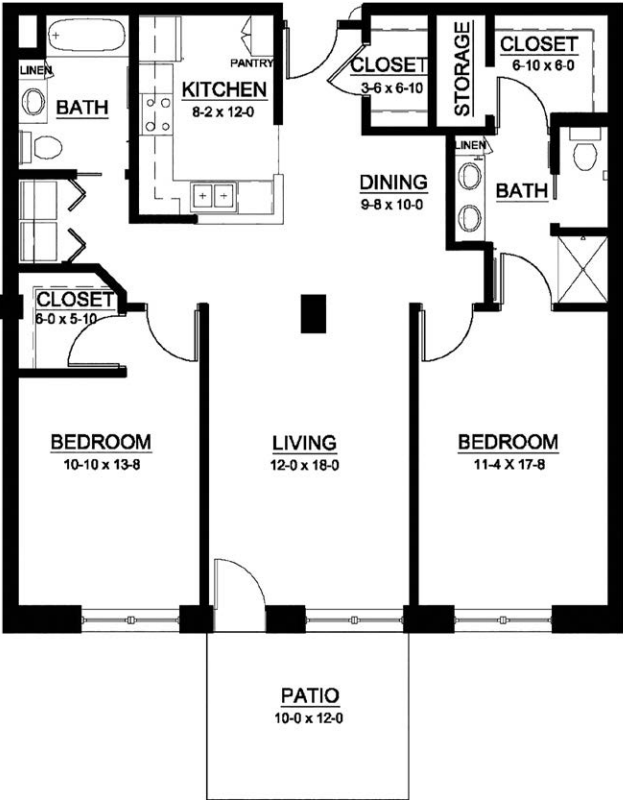 LINEN
BATH
KITCHEN
8-2 x 12-0
PANTRY
CLOSET
3-6 x 6-10
STORAGE
CLOSET
6-10 x 6-0
DINING
9-8 x 10-0
LINEN
BATH
CLOSET
6-0 x 5-10
BEDROOM
10-10 x 13-8
LIVING
12-0 x 18-0
BEDROOM
11-4 X 17-8
PATIO
10-0 x 12-0